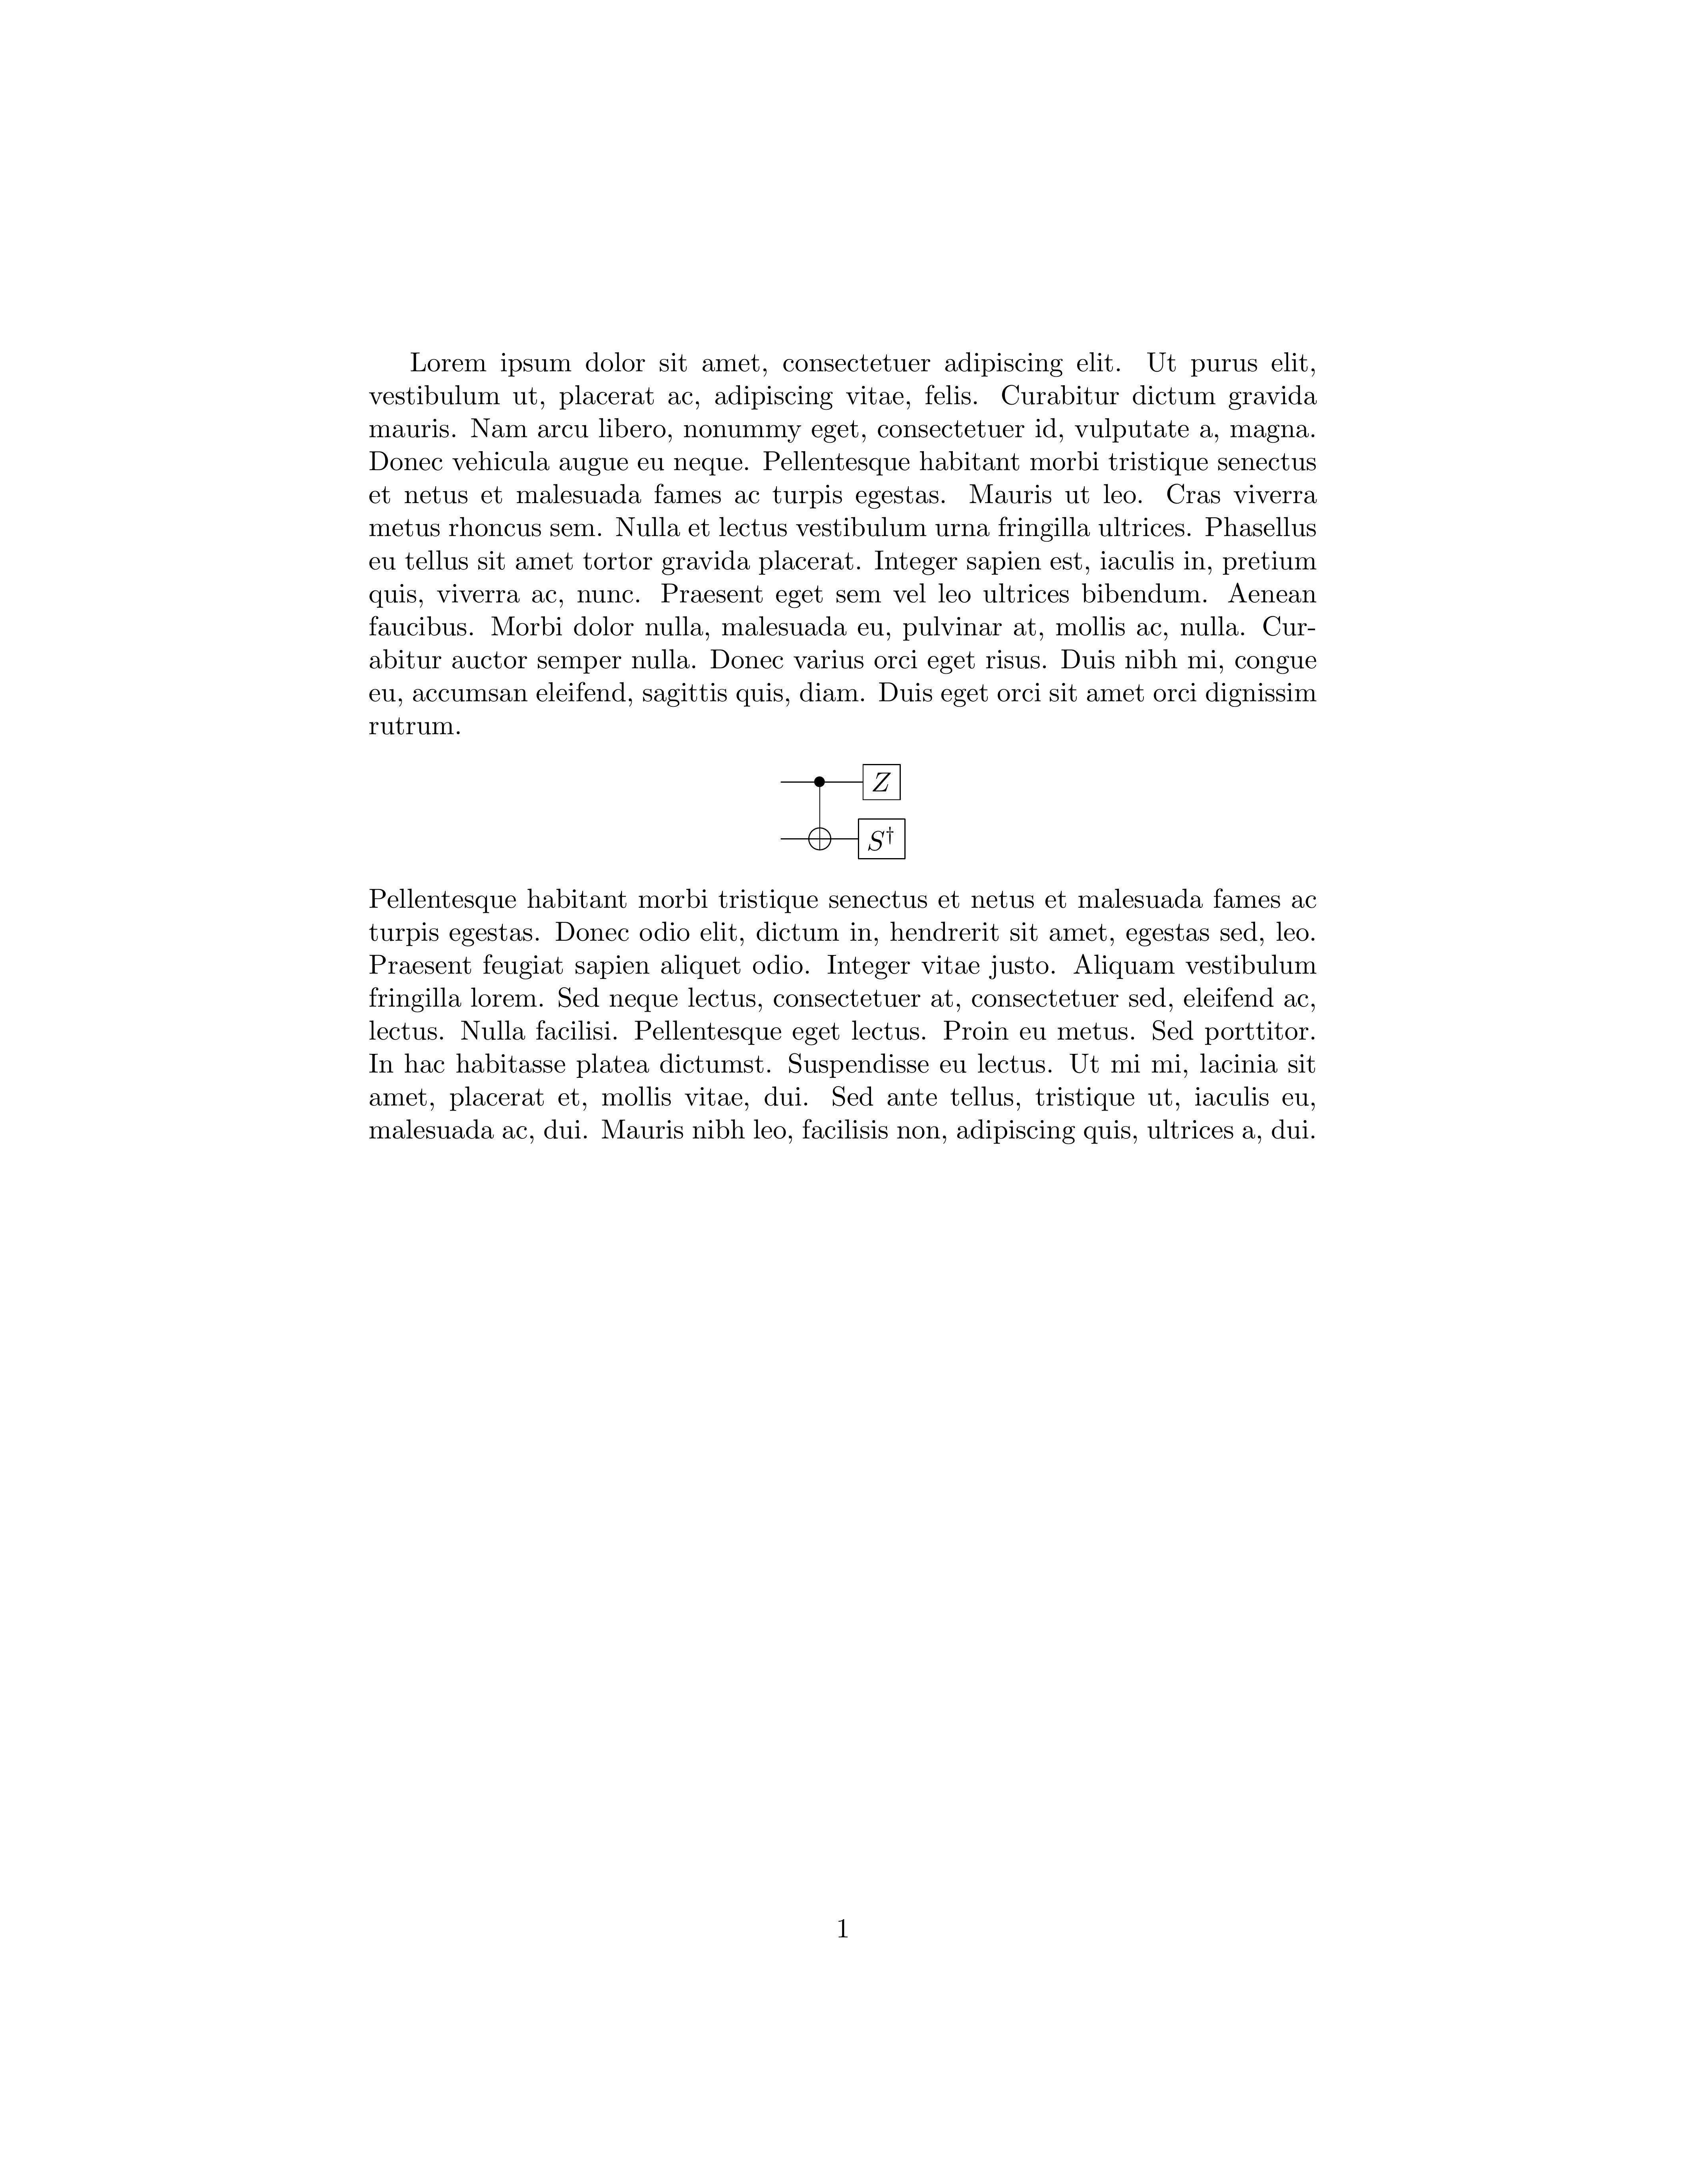 Lorem ipsum dolor sit amet, consectetuer adipiscing elit. Ut purus elit,
vestibulum ut, placerat ac, adipiscing vitae, felis. Curabitur dictum gravida
mauris. Nam arcu libero, nonummy eget, consectetuer id, vulputate a, magna.
Donec vehicula augue eu neque. Pellentesque habitant morbi tristique senectus
et netus et malesuada fames ac turpis egestas. Mauris ut leo. Cras viverra
metus rhoncus sem. Nulla et lectus vestibulum urna fringilla ultrices. Phasellus
eu tellus sit amet tortor gravida placerat. Integer sapien est, iaculis in, pretium
quis, viverra ac, nunc. Praesent eget sem vel leo ultrices bibendum. Aenean
faucibus. Morbi dolor nulla, malesuada eu, pulvinar at, mollis ac, nulla. Cur-
abitur auctor semper nulla. Donec varius orci eget risus. Duis nibh mi, congue
eu, accumsan eleifend, sagittis quis, diam. Duis eget orci sit amet orci dignissim
rutrum.
Z
S†
Pellentesque habitant morbi tristique senectus et netus et malesuada fames ac
turpis egestas. Donec odio elit, dictum in, hendrerit sit amet, egestas sed, leo.
Praesent feugiat sapien aliquet odio. Integer vitae justo. Aliquam vestibulum
fringilla lorem. Sed neque lectus, consectetuer at, consectetuer sed, eleifend ac,
lectus. Nulla facilisi. Pellentesque eget lectus. Proin eu metus. Sed porttitor.
In hac habitasse platea dictumst. Suspendisse eu lectus. Ut mi mi, lacinia sit
amet, placerat et, mollis vitae, dui. Sed ante tellus, tristique ut, iaculis eu,
malesuada ac, dui. Mauris nibh leo, facilisis non, adipiscing quis, ultrices a, dui.
1